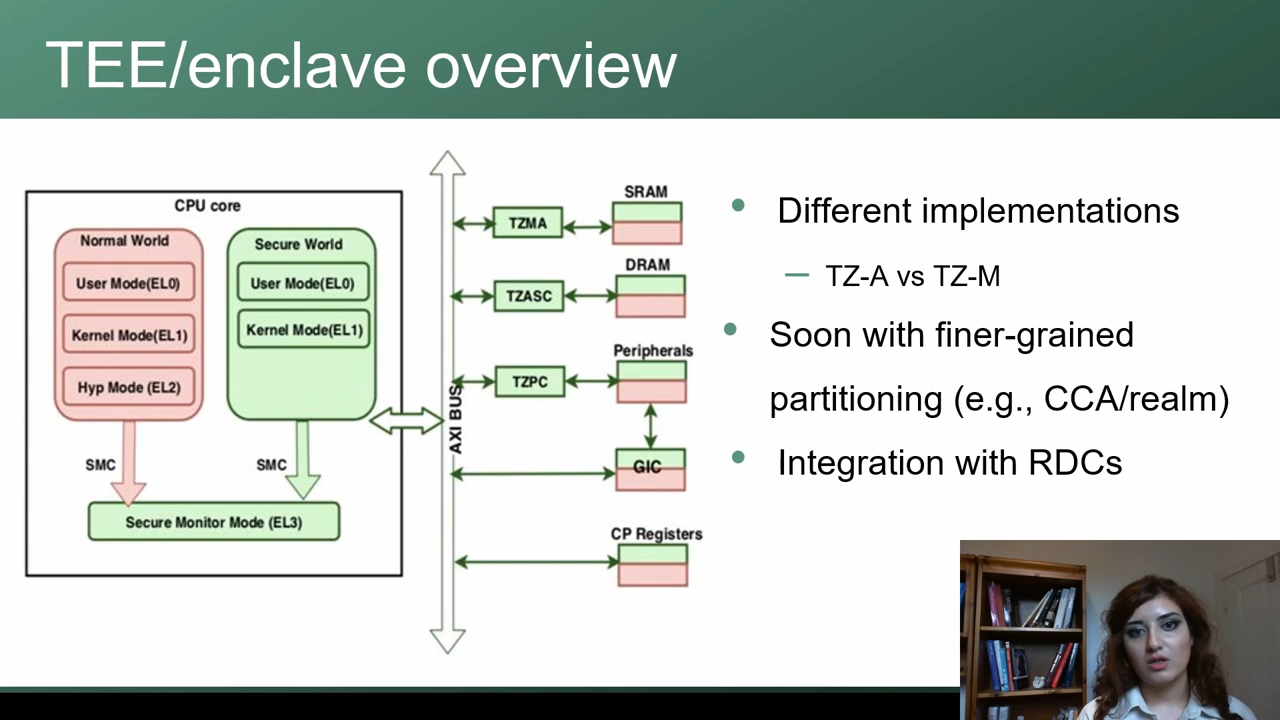 TEE/enclave overview
CPU core
Normal World
User Mode(EL0)
Kernel Mode(EL1)
Hyp Mode (EL2)
Secure World
User Mode(EL0)
Kernel Mode(EL1)
SMC
SMC
Secure Monitor Mode (EL3)
AXI BUS
TZMA
SRAM
TZASC
DRAM
TZPC
Peripherals
GIC
CP Registers
Different implementations
TZ-A vs TZ-M
Soon with finer-grained
partitioning (e.g., CCA/realm)
Integration with RDCs